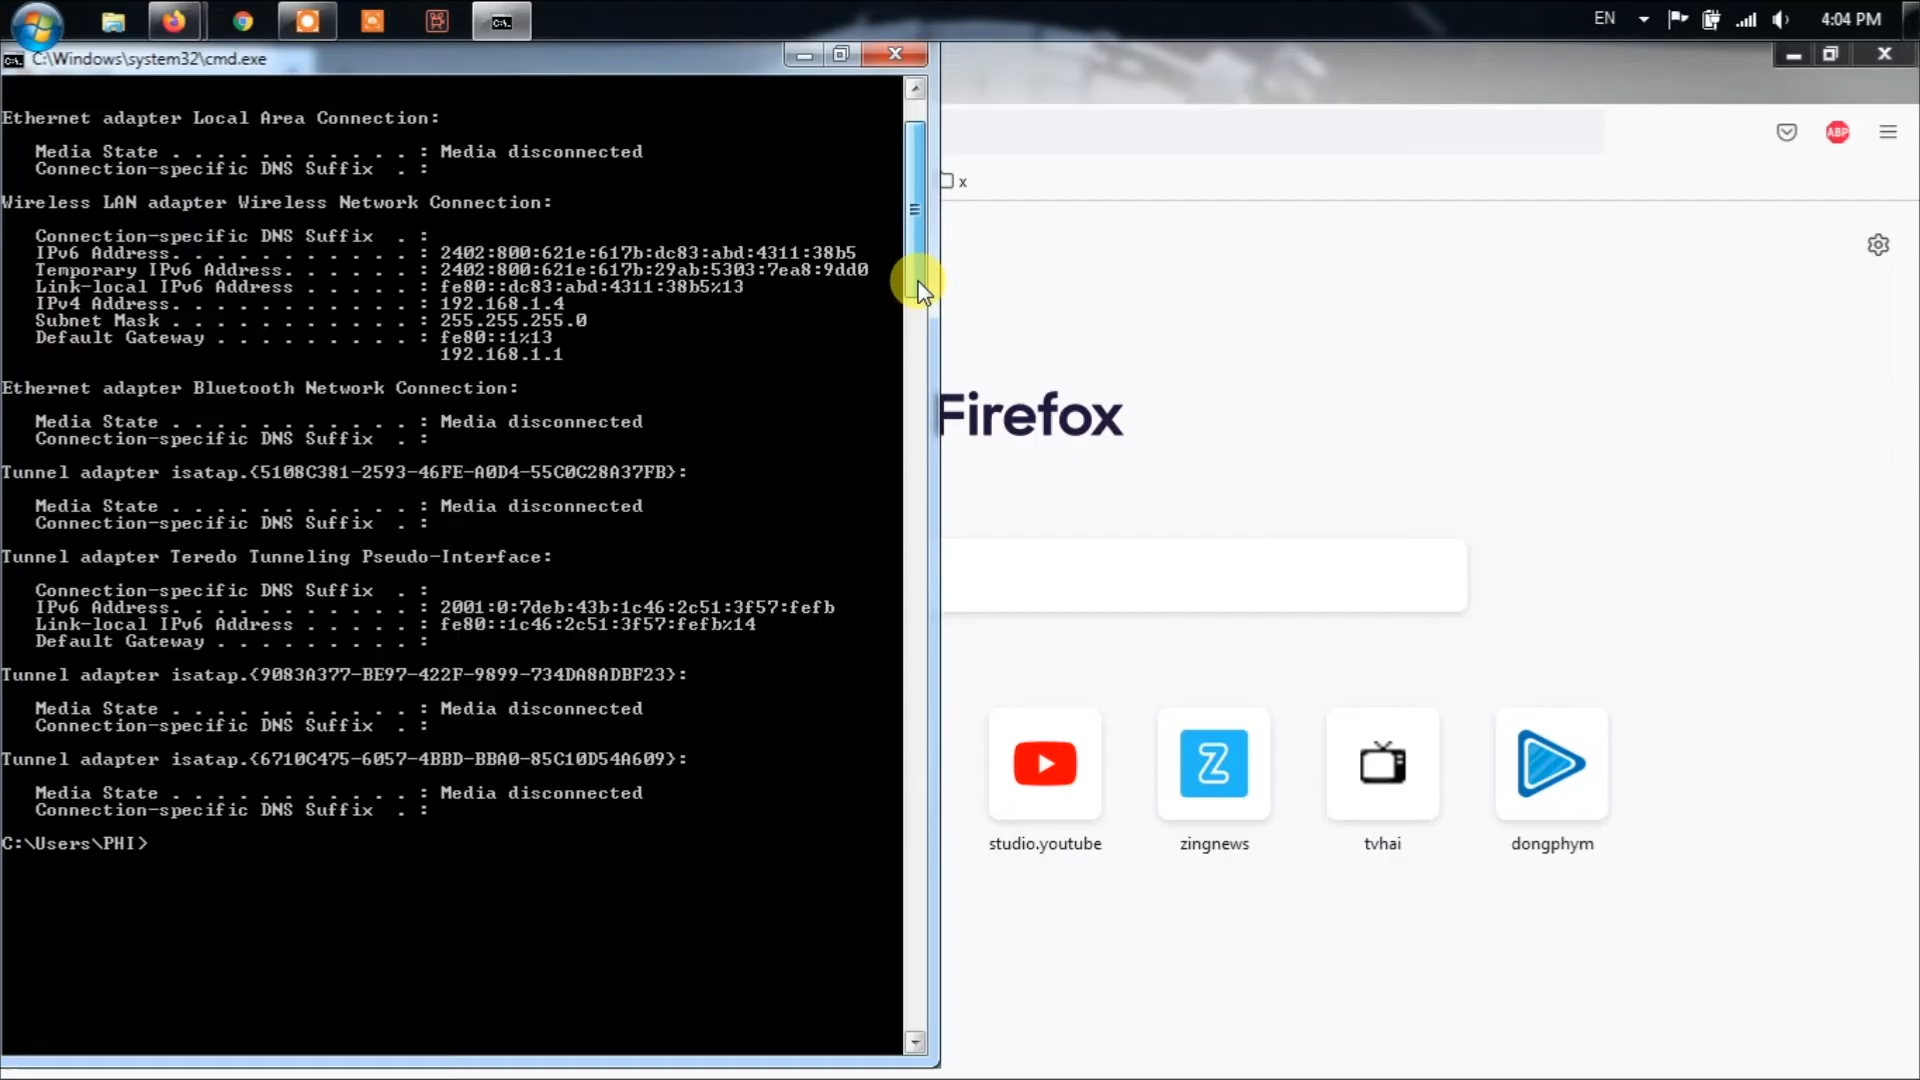 EN
4:04 PM
C:\Windows\system32\cmd.exe
Ethernet adapter Local Area Connection:
Media State . . . . . . . . . . . : Media disconnected
Connection-specific DNS Suffix  . :
Wireless LAN adapter Wireless Network Connection:
Connection-specific DNS Suffix  . :
IPv6 Address. . . . . . . . . . . : 2402:800:621e:617b:dc83:abd:4311:38b5
Temporary IPv6 Address. . . . . . : 2402:800:621e:617b:29ab:5303:7ea8:9dd0
Link-local IPv6 Address . . . . . : fe80::dc83:abd:4311:38b5%13
IPv4 Address. . . . . . . . . . . : 192.168.1.4
Subnet Mask . . . . . . . . . . . : 255.255.255.0
Default Gateway . . . . . . . . . : fe80::1%13
192.168.1.1
Ethernet adapter Bluetooth Network Connection:
Media State . . . . . . . . . . . : Media disconnected
Connection-specific DNS Suffix  . :
Tunnel adapter isatap.{5108C381-2593-46FE-A0D4-55C0C28A37FB}:
Media State . . . . . . . . . . . : Media disconnected
Connection-specific DNS Suffix  . :
Tunnel adapter Teredo Tunneling Pseudo-Interface:
Connection-specific DNS Suffix  . :
IPv6 Address. . . . . . . . . . . : 2001:0:7deb:43b:1c46:2c51:3f57:fefb
Link-local IPv6 Address . . . . . : fe80::1c46:2c51:3f57:fefb%14
Default Gateway . . . . . . . . . :
Tunnel adapter isatap.{9083A377-BE97-422F-9899-734DA8ADBF23}:
Media State . . . . . . . . . . . : Media disconnected
Connection-specific DNS Suffix  . :
Tunnel adapter isatap.{6710C475-6057-4BBD-BBA0-85C10D54A609}:
Media State . . . . . . . . . . . : Media disconnected
Connection-specific DNS Suffix  . :
C:\Users\PHI>
ABP
x
Firefox
studio.youtube
zingnews
tvhai
dongphym